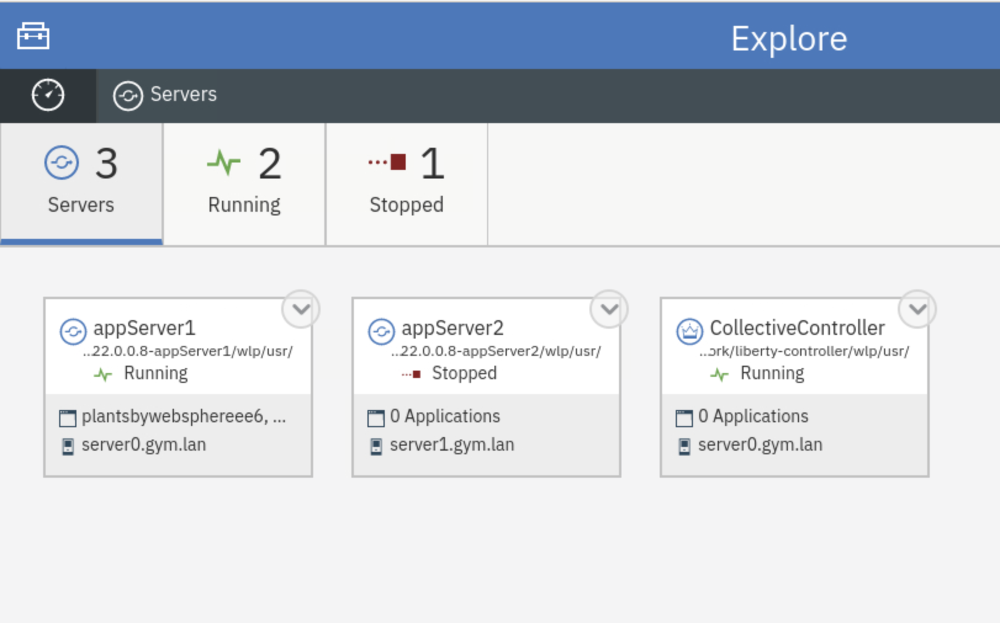 Explore
Servers
3
Servers
2
Running
1
Stopped
appServer1
...22.0.0.8-appServer1/wlp/usr/
Running
plantsbywebsphereee6, ...
server0.gym.lan
appServer2
...22.0.0.8-appServer2/wlp/usr/
Stopped
0 Applications
server1.gym.lan
CollectiveController
...ork/liberty-controller/wlp/usr/
Running
0 Applications
server0.gym.lan